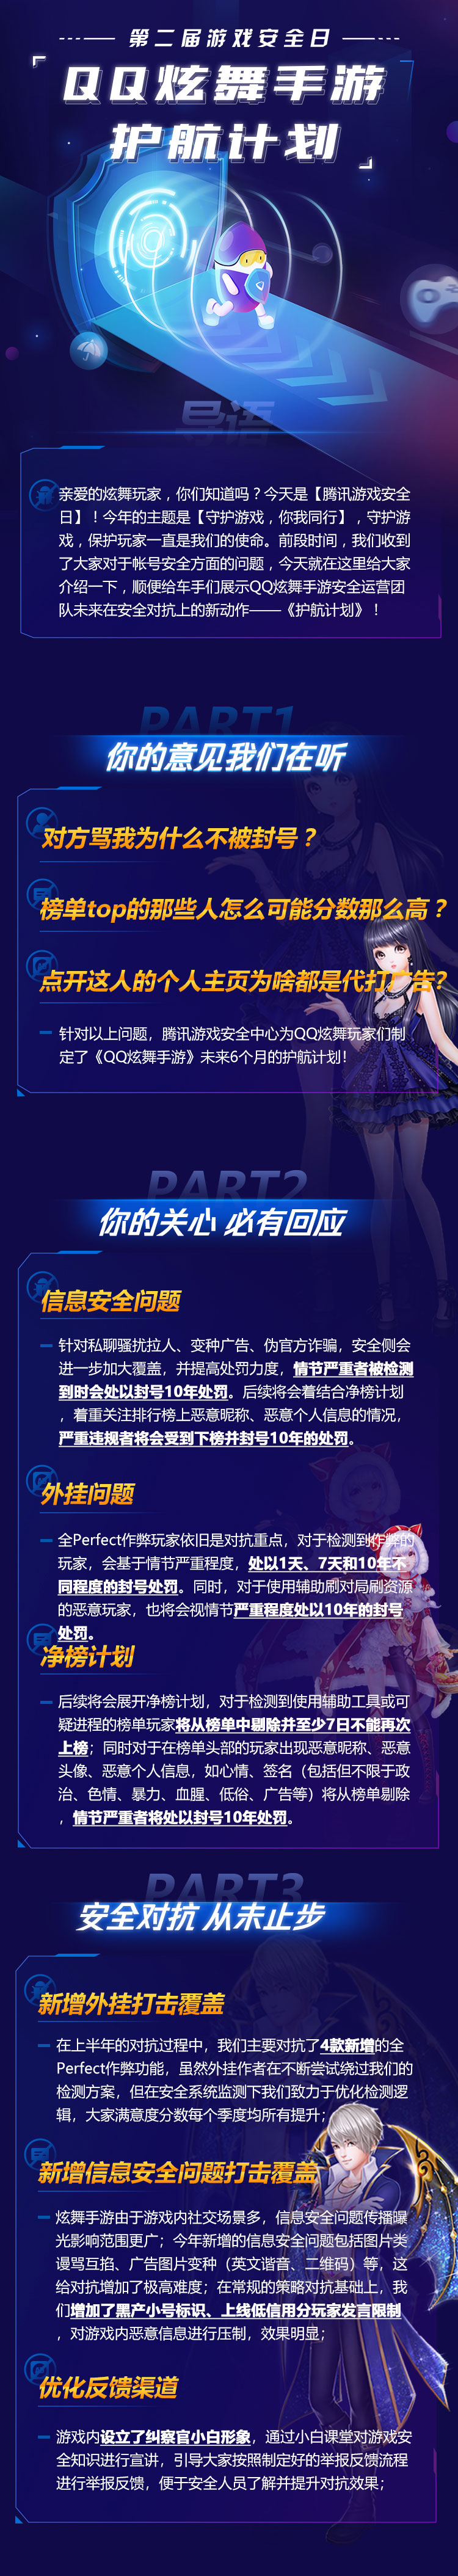 第二届游戏安全日
QQ炫舞手游
护航计划
导语
亲爱的炫舞玩家，你们知道吗？今天是【腾讯游戏安全
日】！今年的主题是【守护游戏，你我同行】，守护游
戏，保护玩家一直是我们的使命。前段时间，我们收到
了大家对于帐号安全方面的问题，今天就在这里给大家
介绍一下，顺便给车手们展示QQ炫舞手游安全运营团
队未来在安全对抗上的新动作——《护航计划》！
PART1
你的意见我们在听
对方骂我为什么不被封号？
榜单top的那些人怎么可能分数那么高？
点开这人的个人主页为啥都是代打广告?
针对以上问题，腾讯游戏安全中心为QQ炫舞玩家们制
定了《QQ炫舞手游》未来6个月的护航计划！
PART2
你的关心 必有回应
信息安全问题
针对私聊骚扰拉人、变种广告、伪官方诈骗，安全侧会
进一步加大覆盖，并提高处罚力度，情节严重者被检测
到时会处以封号10年处罚。后续将会着结合净榜计划
，着重关注排行榜上恶意昵称、恶意个人信息的情况，
严重违规者将会受到下榜并封号10年的处罚。
外挂问题
全Perfect作弊玩家依旧是对抗重点，对于检测到作弊的
玩家，会基于情节严重程度，处以1天、7天和10年不
同程度的封号处罚。同时，对于使用辅助刷对局刷资源
的恶意玩家，也将会视情节严重程度处以10年的封号
处罚。
净榜计划
后续将会展开净榜计划，对于检测到使用辅助工具或可
疑进程的榜单玩家将从榜单中剔除并至少7日不能再次
上榜；同时对于在榜单头部的玩家出现恶意昵称、恶意
头像、恶意个人信息，如心情、签名（包括但不限于政
治、色情、暴力、血腥、低俗、广告等）将从榜单剔除
，情节严重者将处以封号10年处罚。
PART3
安全对抗 从未止步
新增外挂打击覆盖
在上半年的对抗过程中，我们主要对抗了4款新增的全
Perfect作弊功能，虽然外挂作者在不断尝试绕过我们的
检测方案，但在安全系统监测下我们致力于优化检测逻
辑，大家满意度分数每个季度均所有提升；
新增信息安全问题打击覆盖
炫舞手游由于游戏内社交场景多，信息安全问题传播曝
光影响范围更广；今年新增的信息安全问题包括图片类
谩骂互掐、广告图片变种（英文谐音、二维码）等，这
给对抗增加了极高难度；在常规的策略对抗基础上，我
们增加了黑产小号标识、上线低信用分玩家发言限制
，对游戏内恶意信息进行压制，效果明显；
优化反馈渠道
游戏内设立了纠察官小白形象，通过小白课堂对游戏安
全知识进行宣讲，引导大家按照制定好的举报反馈流程
进行举报反馈，便于安全人员了解并提升对抗效果；